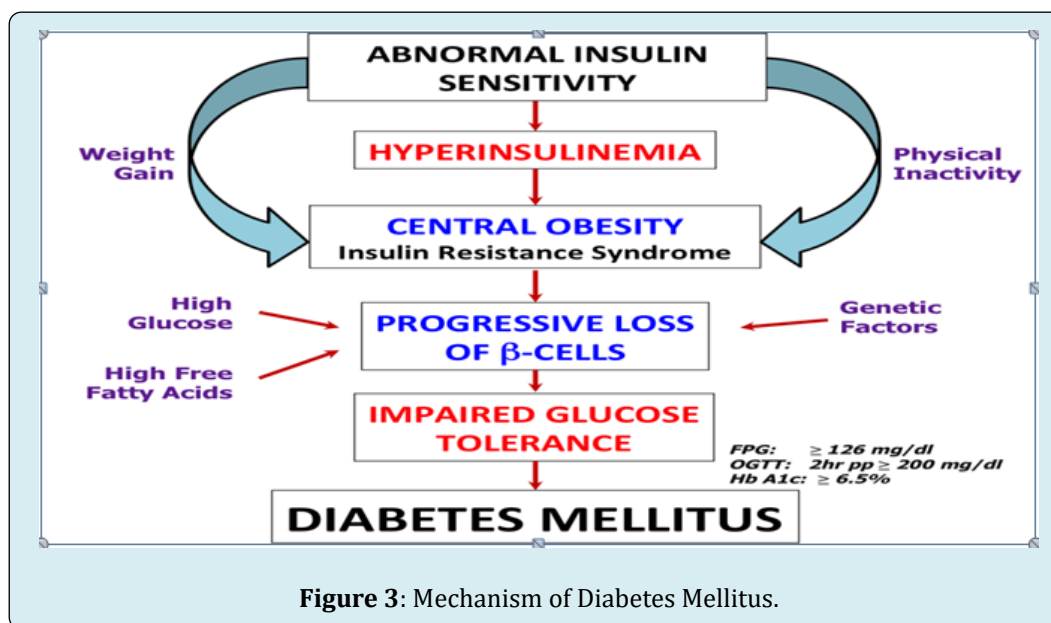 ABNORMAL INSULIN
SENSITIVITY
Weight
Gain
HYPERINSULINEMIA
Physical
Inactivity
CENTRAL OBESITY
Insulin Resistance Syndrome
High
Glucose
High Free
Fatty Acids
PROGRESSIVE LOSS
OF β-CELLS
Genetic
Factors
IMPAIRED GLUCOSE
TOLERANCE
FPG: ≥ 126 mg/dl
OGTT: 2hr pp ≥ 200 mg/dl
Hb A1c: ≥ 6.5%
DIABETES MELLITUS
Figure 3: Mechanism of Diabetes Mellitus.